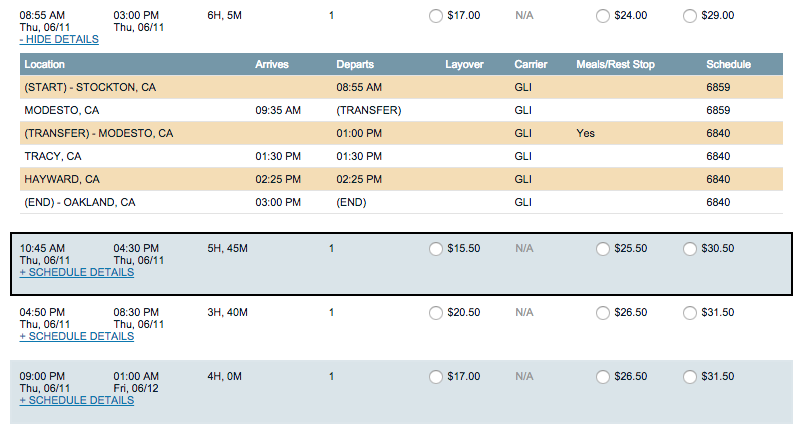 08:55 AM 03:00 PM 6H, 5M 1 $17.00 N/A $24.00 $29.00
Thu, 06/11 Thu, 06/11
- HIDE DETAILS
Location Arrives Departs Layover Carrier Meals/Rest Stop Schedule
(START) - STOCKTON, CA 08:55 AM GLI 6859
MODESTO, CA 09:35 AM (TRANSFER) GLI 6859
(TRANSFER) - MODESTO, CA 01:00 PM GLI Yes 6840
TRACY, CA 01:30 PM 01:30 PM GLI 6840
HAYWARD, CA 02:25 PM 02:25 PM GLI 6840
(END) - OAKLAND, CA 03:00 PM (END) GLI 6840
10:45 AM 04:30 PM 5H, 45M 1 $15.50 N/A $25.50 $30.50
Thu, 06/11 Thu, 06/11
+ SCHEDULE DETAILS
04:50 PM 08:30 PM 3H, 40M 1 $20.50 N/A $26.50 $31.50
Thu, 06/11 Thu, 06/11
+ SCHEDULE DETAILS
09:00 PM 01:00 AM 4H, 0M 1 $17.00 N/A $26.50 $31.50
Thu, 06/11 Fri, 06/12
+ SCHEDULE DETAILS